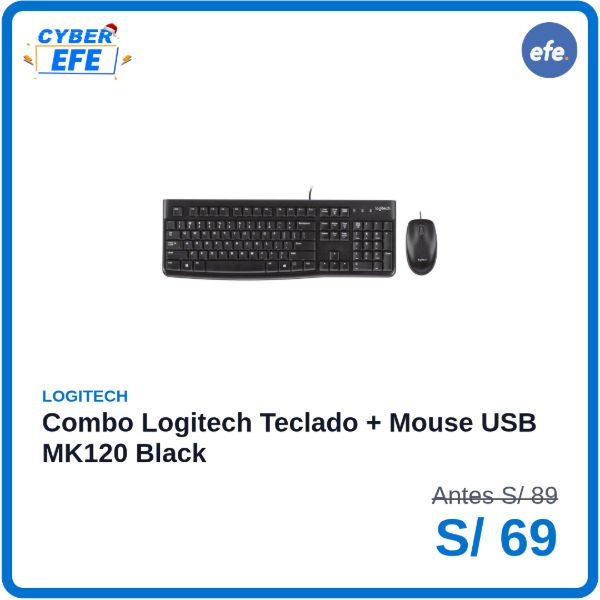 CYBER
EFE
efe.
logitech
LOGITECH
Combo Logitech Teclado + Mouse USB
MK120 Black
Antes S/ 89
S/ 69